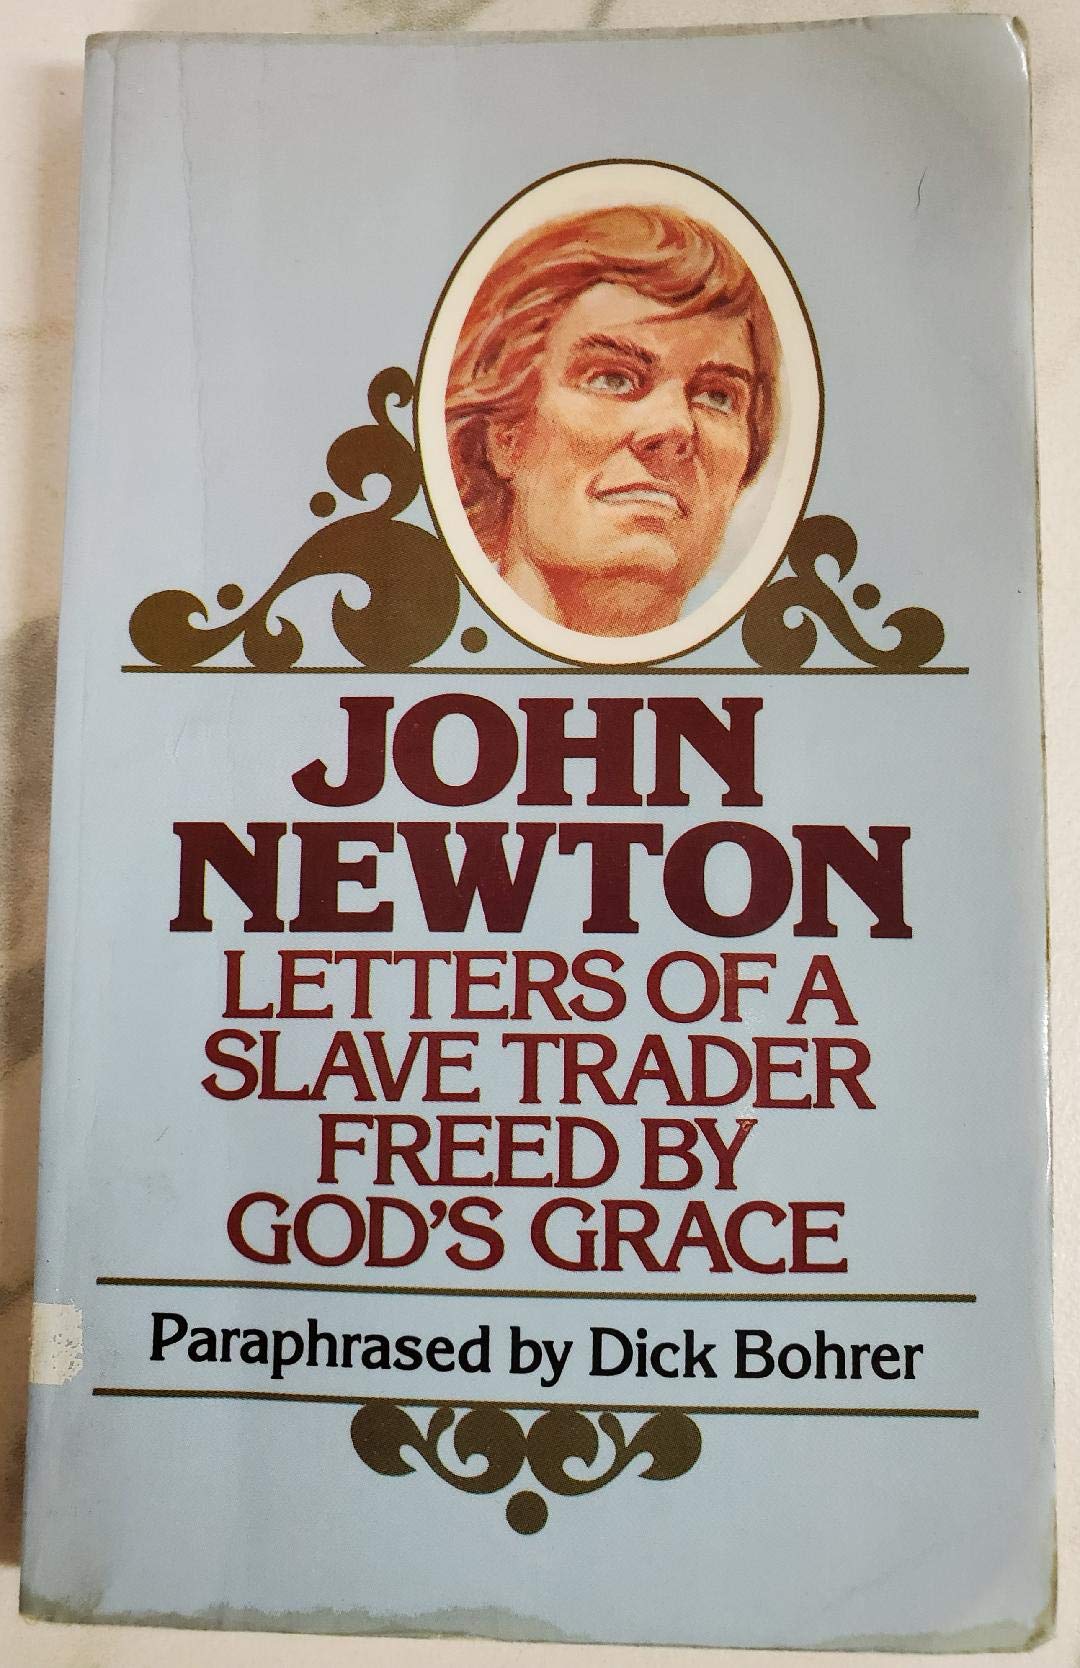 JOHN
NEWTON
LETTERS OF A
SLAVE TRADER
FREED BY
GOD'S GRACE
Paraphrased by Dick Bohrer